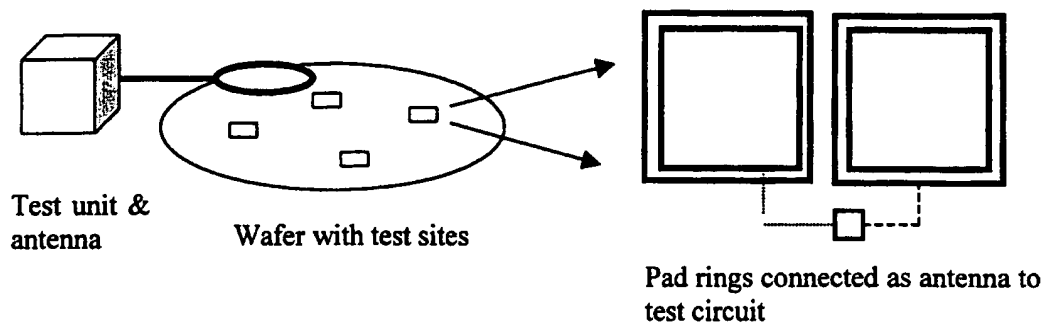 Test unit &
antenna
Wafer with test sites
Pad rings connected as antenna to
test circuit